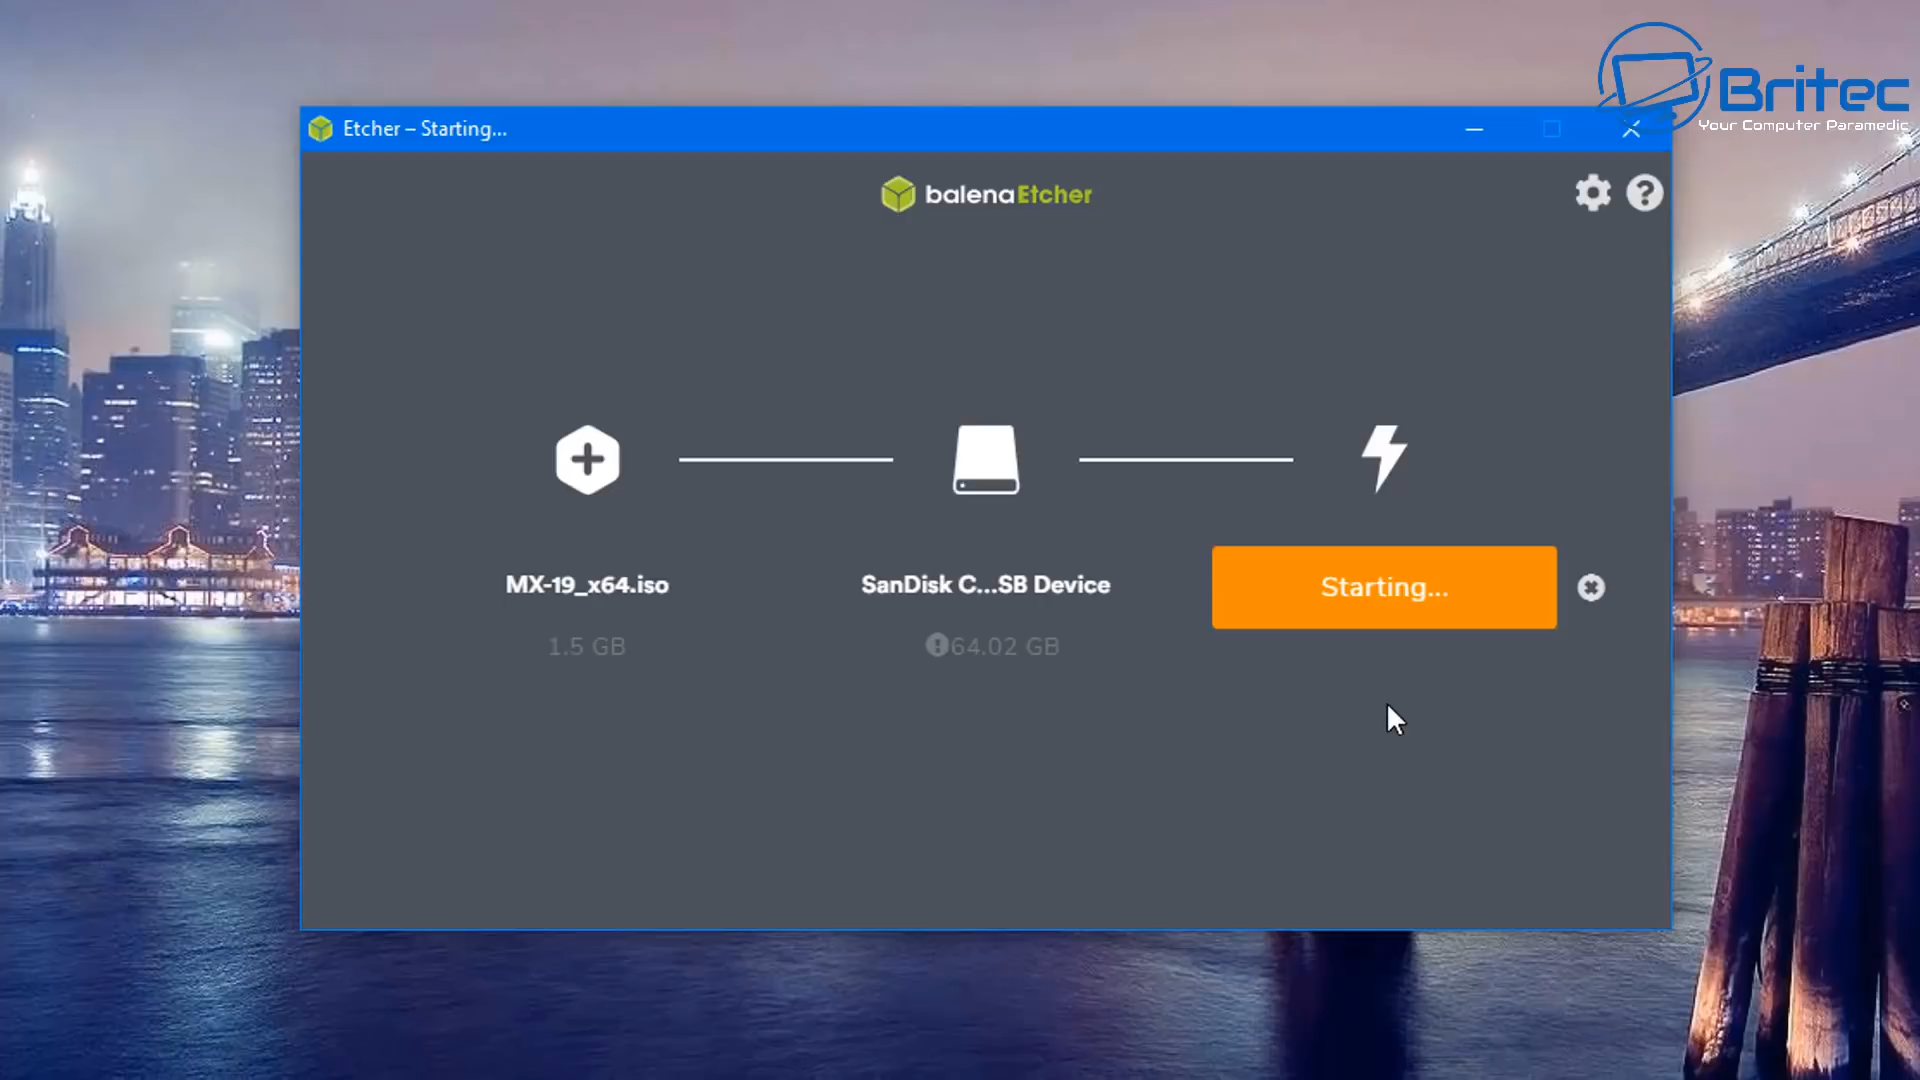 Britec
Your Computer Paramedic
Etcher – Starting...
balenaEtcher
MX-19_x64.iso
SanDisk C...SB Device
Starting...
1.5 GB
64.02 GB